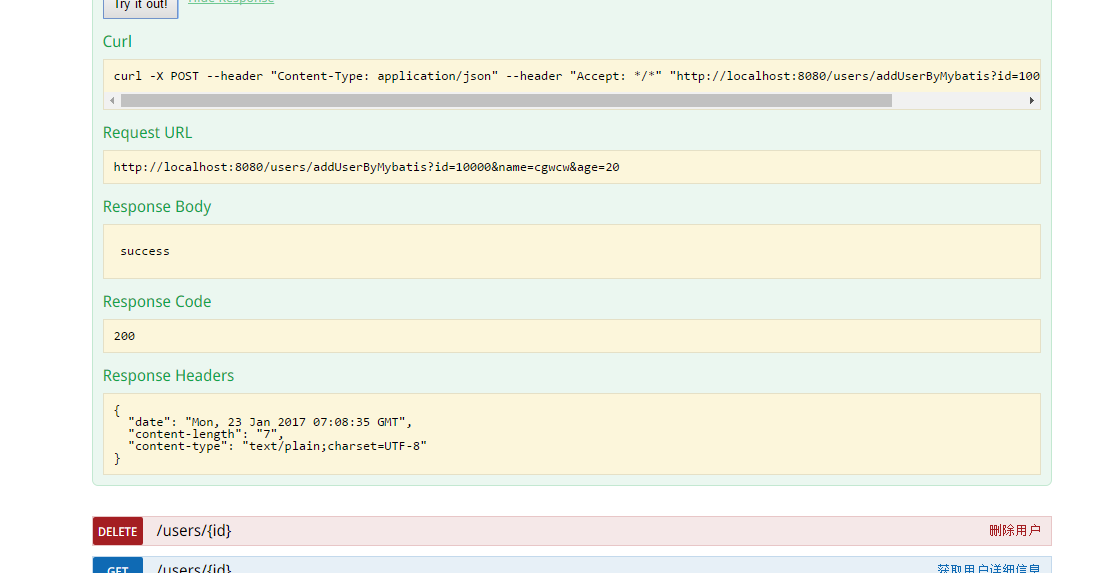 Try it out!
Hide Response
Curl
curl -X POST --header "Content-Type: application/json" --header "Accept: */*" "http://localhost:8080/users/addUserByMybatis?id=100
Request URL
http://localhost:8080/users/addUserByMybatis?id=10000&name=cgwcw&age=20
Response Body
success
Response Code
200
Response Headers
{
"date": "Mon, 23 Jan 2017 07:08:35 GMT",
"content-length": "7",
"content-type": "text/plain;charset=UTF-8"
}
DELETE /users/{id} 删除用户
GET /users/{id} 获取用户详细信息